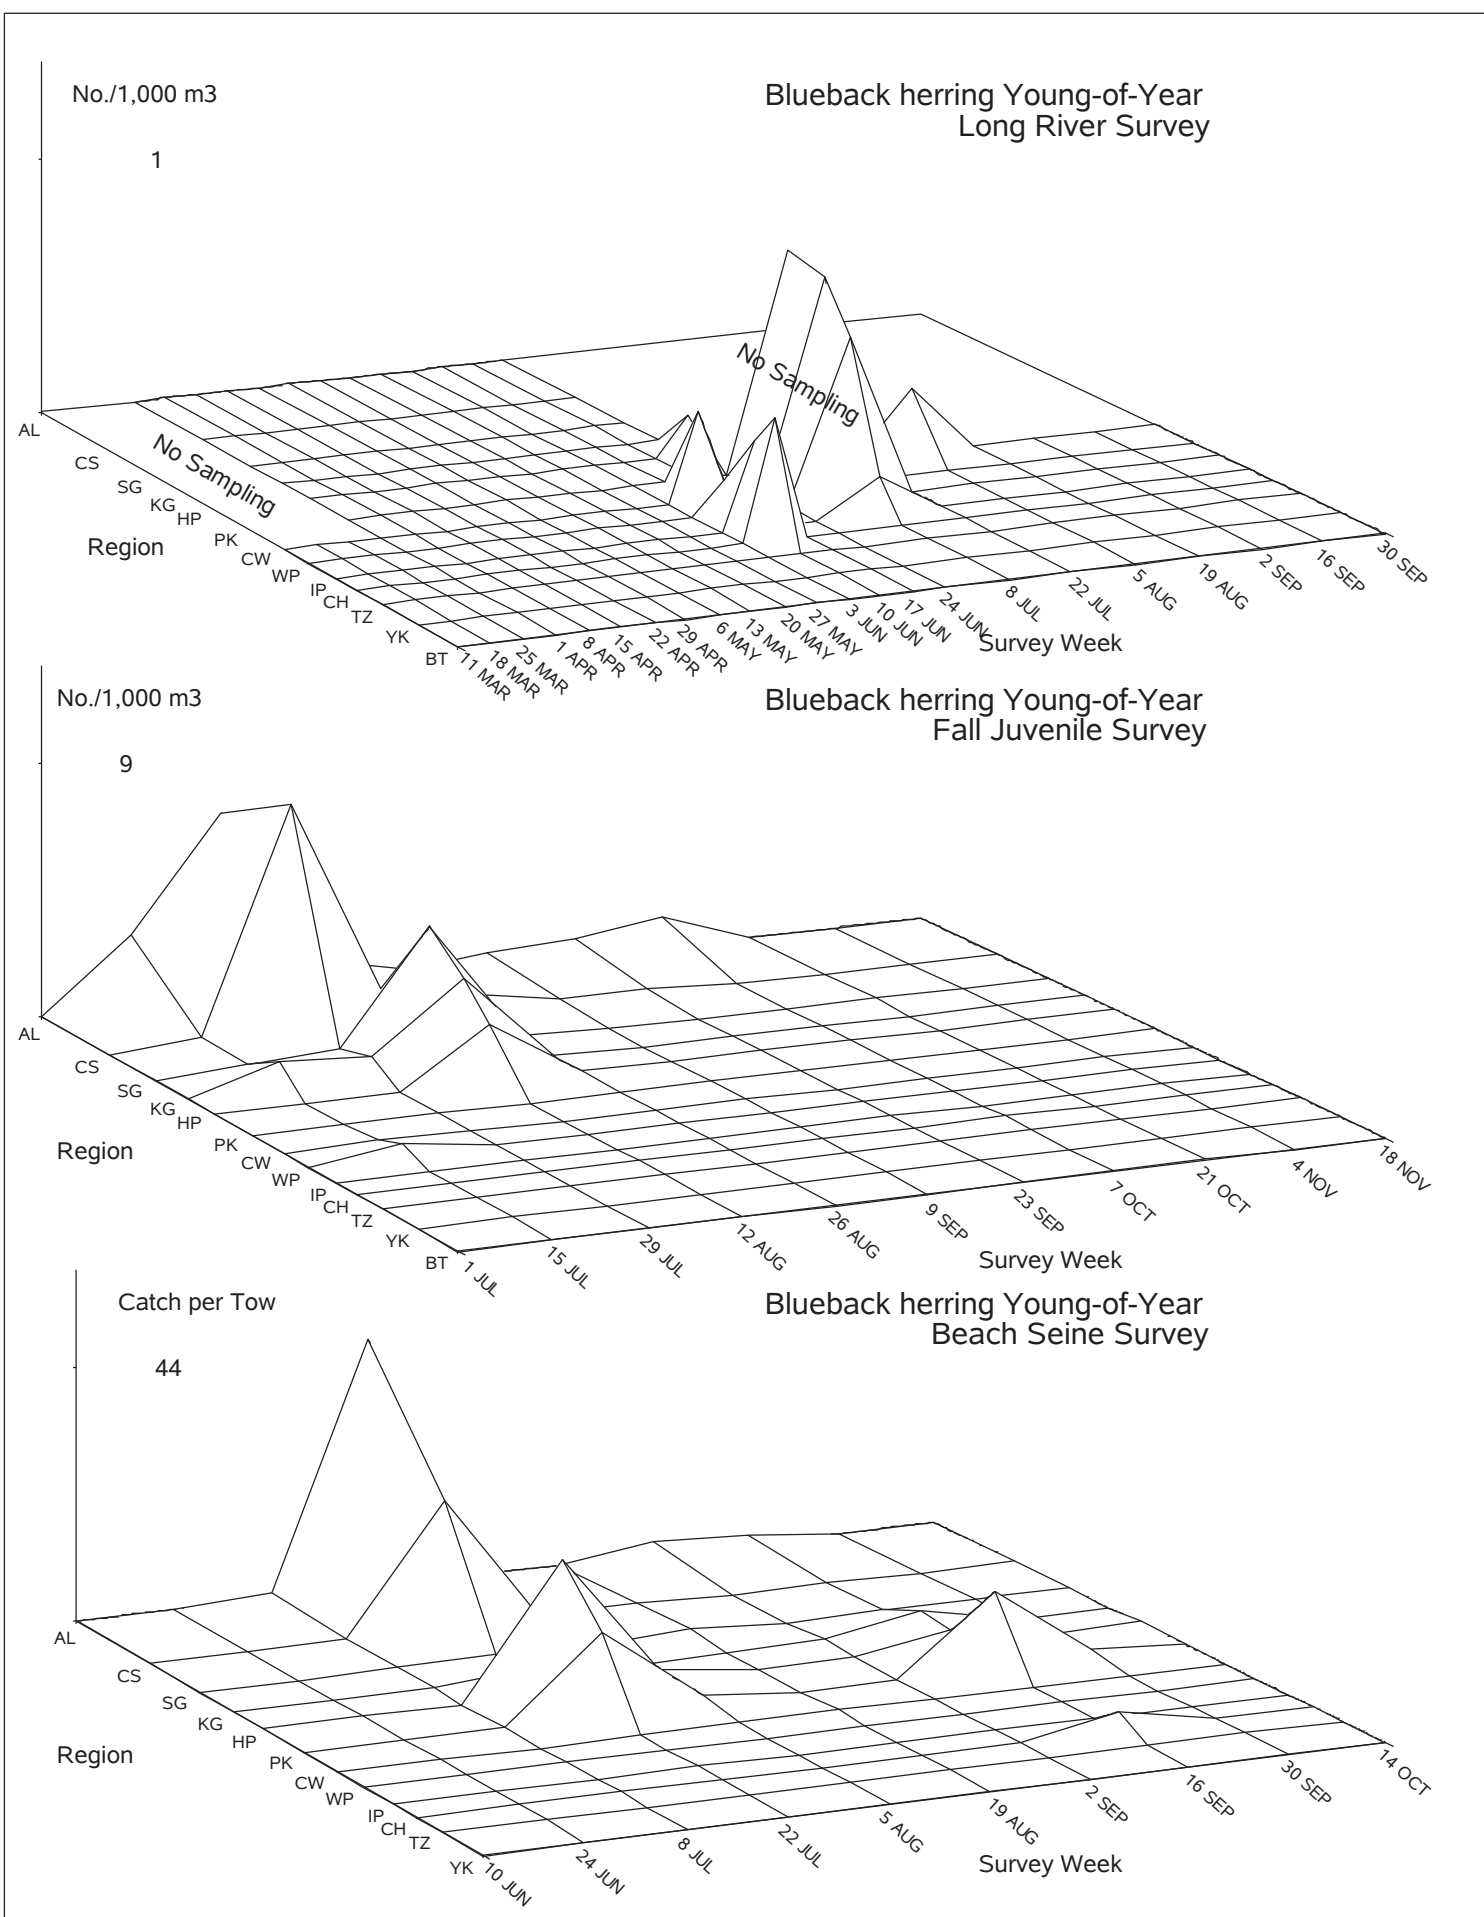 No./1,000 m3
Blueback herring Young-of-Year
Long River Survey
1
No Sampling
No Sampling
AL
CS
SG
KG
HP
PK
CW
WP
IP
CH
TZ
YK
BT
Region
11 MAR
18 MAR
25 MAR
1 APR
8 APR
15 APR
22 APR
29 APR
6 MAY
13 MAY
20 MAY
27 MAY
3 JUN
10 JUN
17 JUN
24 JUN
8 JUL
22 JUL
5 AUG
19 AUG
2 SEP
16 SEP
30 SEP
Survey Week
No./1,000 m3
Blueback herring Young-of-Year
Fall Juvenile Survey
9
AL
CS
SG
KG
HP
PK
CW
WP
IP
CH
TZ
YK
BT
Region
1 JUL
15 JUL
29 JUL
12 AUG
26 AUG
9 SEP
23 SEP
7 OCT
21 OCT
4 NOV
18 NOV
Survey Week
Catch per Tow
Blueback herring Young-of-Year
Beach Seine Survey
44
AL
CS
SG
KG
HP
PK
CW
WP
IP
CH
TZ
YK
Region
10 JUN
24 JUN
8 JUL
22 JUL
5 AUG
19 AUG
2 SEP
16 SEP
30 SEP
14 OCT
Survey Week